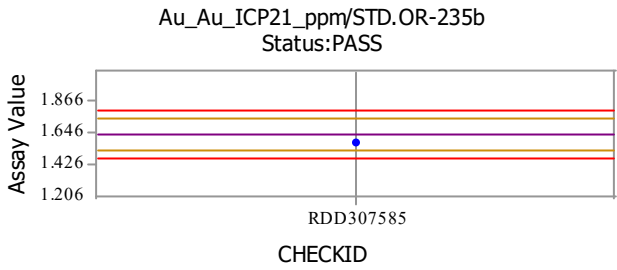 Au_Au_ICP21_ppm/STD.OR-235b
Status:PASS
Assay Value
1.866
1.646
1.426
1.206
RDD307585
CHECKID